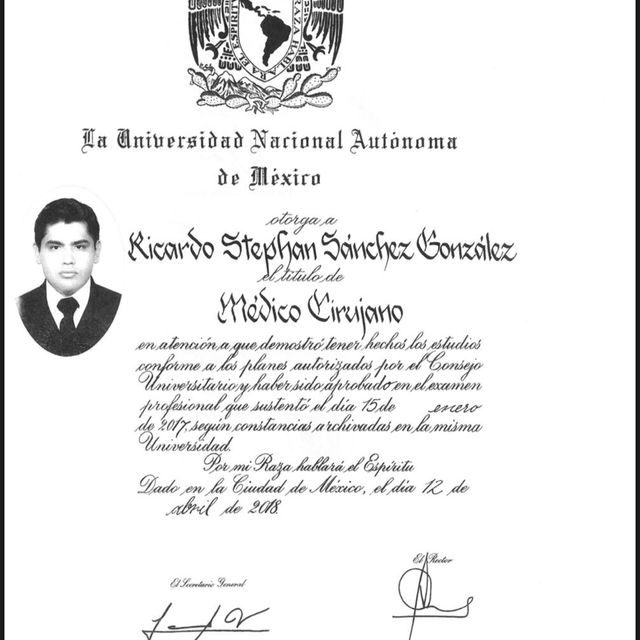 EL ESPIRITU
RAZA HABLARA
La Universidad Nacional Autónoma
de México
otorga a
Ricardo Stephan Sánchez González
el título de
Médico Cirujano
en atención a que demostró tener hechos los estudios
conforme a los planes autorizados por el Consejo
Universitario y haber sido aprobado en el examen
profesional que sustentó el día 15 de enero
de 2017, según constancias archivadas en la misma
Universidad.
Por mi Raza hablará el Espíritu
Dado en la Ciudad de México, el día 12 de
abril de 2018.
El Secretario General
El Rector